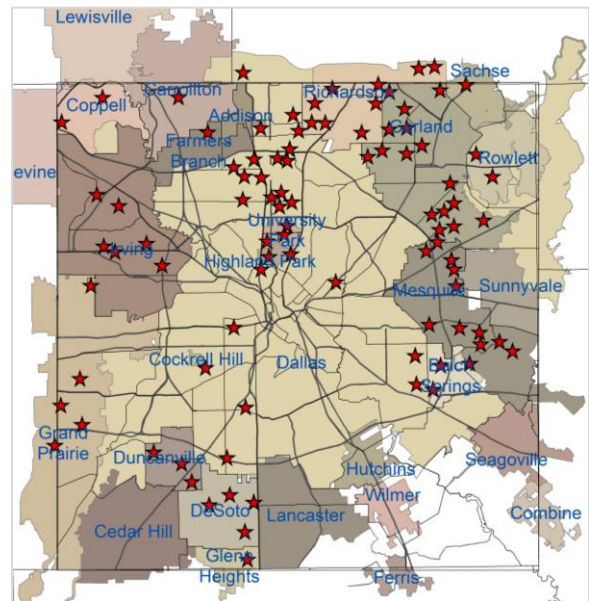 Lewisville
Sachse
Coppell
Carrollton
Richardson
Addison
Garland
Farmers
Branch
Rowlett
evine
University
Park
Irving
Highland Park
Mesquite
Sunnyvale
Cockrell Hill
Dallas
Balch
Springs
Grand
Prairie
Duncanville
Hutchins
Seagoville
Wilmer
DeSoto
Lancaster
Combine
Cedar Hill
Glenn
Heights
Ferris